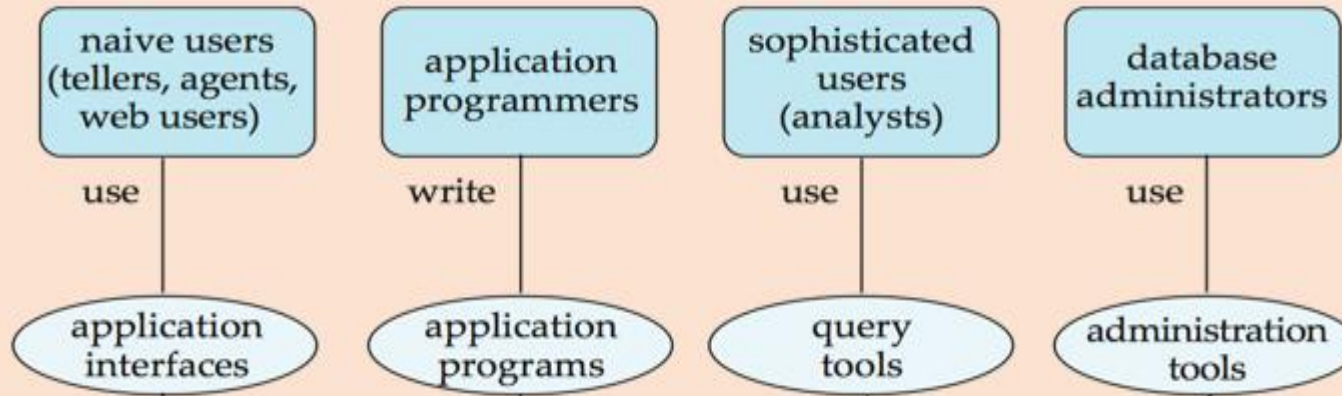 naive users
(tellers, agents,
web users)
application
programmers
sophisticated
users
(analysts)
database
administrators
use
write
use
use
application
interfaces
application
programs
query
tools
administration
tools